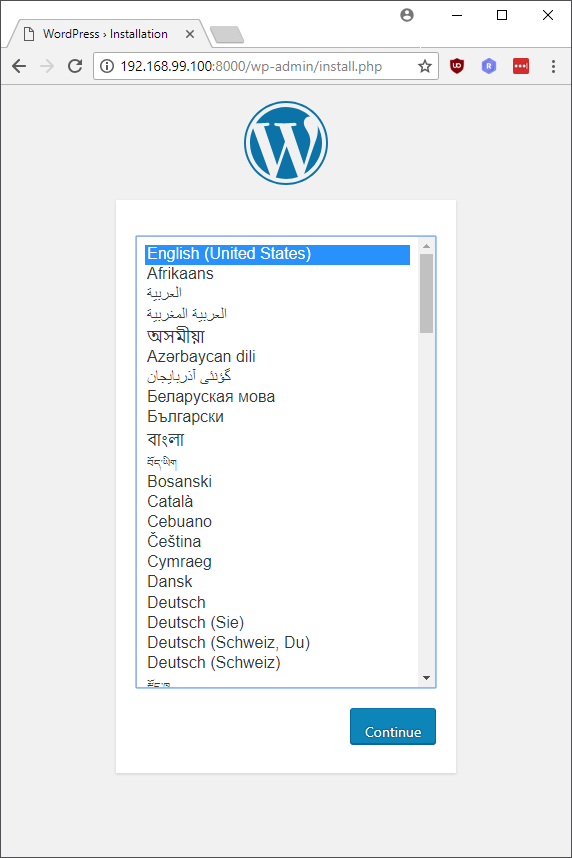 WordPress › Installation
192.168.99.100:8000/wp-admin/install.php
English (United States)
Afrikaans
العربية
العربية المغربية
অসমীয়া
Azərbaycan dili
گؤنئی آذربایجان
Беларуская мова
Български
বাংলা
བོད་ཡིག
Bosanski
Català
Cebuano
Čeština
Cymraeg
Dansk
Deutsch
Deutsch (Sie)
Deutsch (Schweiz, Du)
Deutsch (Schweiz)
Continue